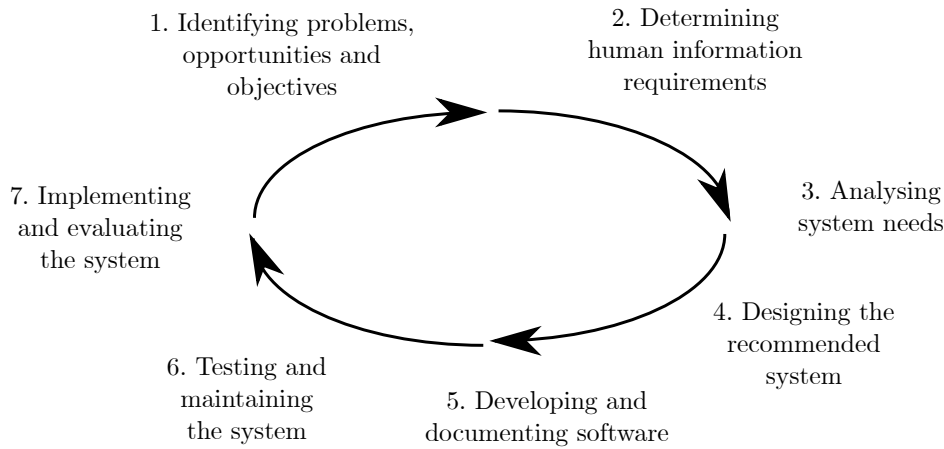 1. Identifying problems,
opportunities and
objectives
2. Determining
human information
requirements
3. Analysing
system needs
4. Designing the
recommended
system
5. Developing and
documenting software
6. Testing and
maintaining
the system
7. Implementing
and evaluating
the system